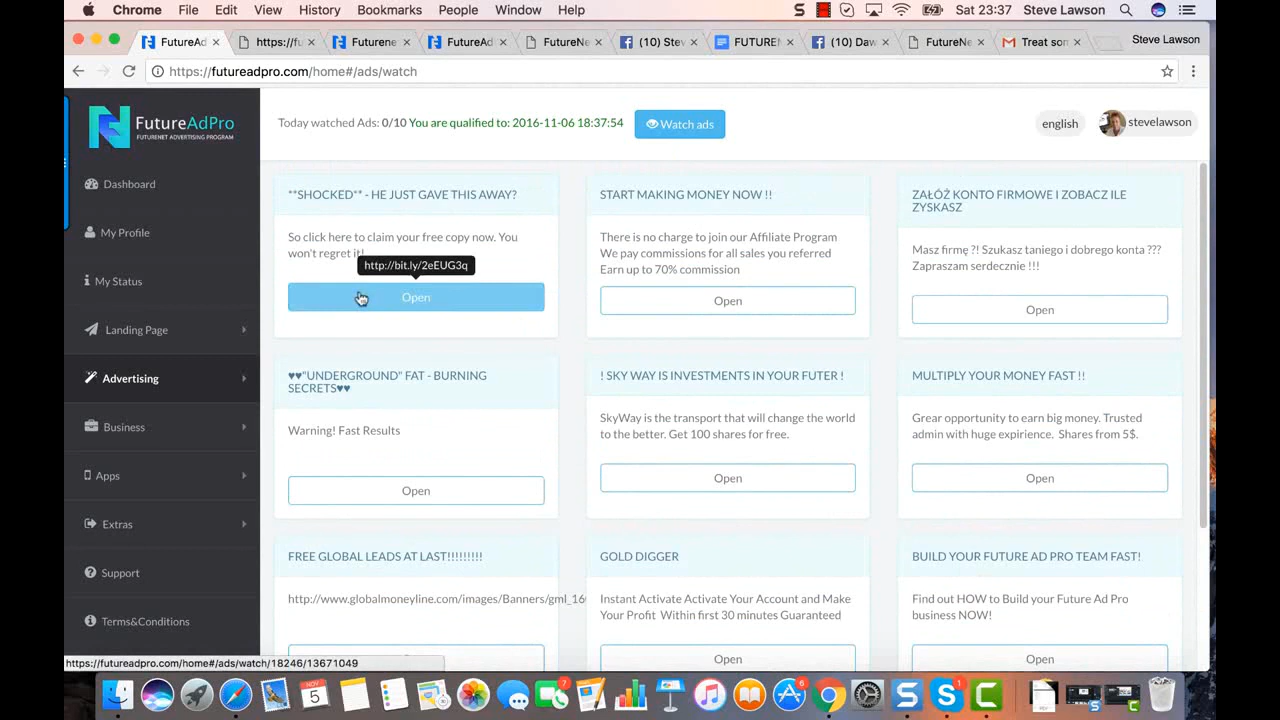 Chrome File Edit View History Bookmarks People Window Help Sat 23:37 Steve Lawson
FutureAd × https://fu × Futurene × FutureAd × FutureNe × (10) Stev × FUTUREN × (10) Daw × FutureNe × Treat son × Steve Lawson
https://futureadpro.com/home#/ads/watch
FutureAdPro
FUTURENET ADVERTISING PROGRAM
Today watched Ads: 0/10 You are qualified to: 2016-11-06 18:37:54 Watch ads english stevelawson
Dashboard
My Profile
My Status
Landing Page
Advertising
Business
Apps
Extras
Support
Terms&Conditions
**SHOCKED** - HE JUST GAVE THIS AWAY?
So click here to claim your free copy now. You
won't regret it!
http://bit.ly/2eEUG3q
Open
START MAKING MONEY NOW !!
There is no charge to join our Affiliate Program
We pay commissions for all sales you referred
Earn up to 70% commission
Open
ZAŁÓŻ KONTO FIRMOWE I ZOBACZ ILE
ZYSKASZ
Masz firmę ?! Szukasz taniego i dobrego konta ???
Zapraszam serdecznie !!!
Open
♥♥"UNDERGROUND" FAT - BURNING
SECRETS♥♥
Warning! Fast Results
Open
! SKY WAY IS INVESTMENTS IN YOUR FUTER !
SkyWay is the transport that will change the world
to the better. Get 100 shares for free.
Open
MULTIPLY YOUR MONEY FAST !!
Grear opportunity to earn big money. Trusted
admin with huge expirience. Shares from 5$.
Open
FREE GLOBAL LEADS AT LAST!!!!!!!!!
http://www.globalmoneyline.com/images/Banners/gml_16
GOLD DIGGER
Instant Activate Activate Your Account and Make
Your Profit Within first 30 minutes Guaranteed
Open
BUILD YOUR FUTURE AD PRO TEAM FAST!
Find out HOW to Build your Future Ad Pro
business NOW!
Open
https://futureadpro.com/home#/ads/watch/18246/13671049
NOV
5
7
8
1